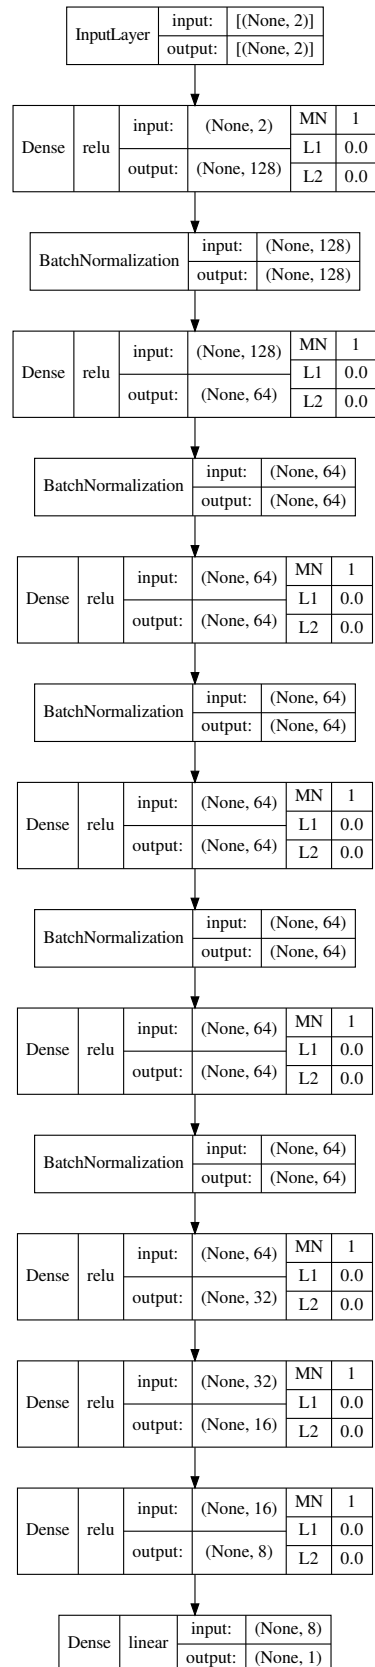 InputLayer input: [(None, 2)]
output: [(None, 2)]
Dense relu input: (None, 2) MN 1
L1 0.0
output: (None, 128) L2 0.0
BatchNormalization input: (None, 128)
output: (None, 128)
Dense relu input: (None, 128) MN 1
L1 0.0
output: (None, 64) L2 0.0
BatchNormalization input: (None, 64)
output: (None, 64)
Dense relu input: (None, 64) MN 1
L1 0.0
output: (None, 64) L2 0.0
BatchNormalization input: (None, 64)
output: (None, 64)
Dense relu input: (None, 64) MN 1
L1 0.0
output: (None, 64) L2 0.0
BatchNormalization input: (None, 64)
output: (None, 64)
Dense relu input: (None, 64) MN 1
L1 0.0
output: (None, 64) L2 0.0
BatchNormalization input: (None, 64)
output: (None, 64)
Dense relu input: (None, 64) MN 1
L1 0.0
output: (None, 32) L2 0.0
Dense relu input: (None, 32) MN 1
L1 0.0
output: (None, 16) L2 0.0
Dense relu input: (None, 16) MN 1
L1 0.0
output: (None, 8) L2 0.0
Dense linear input: (None, 8)
output: (None, 1)